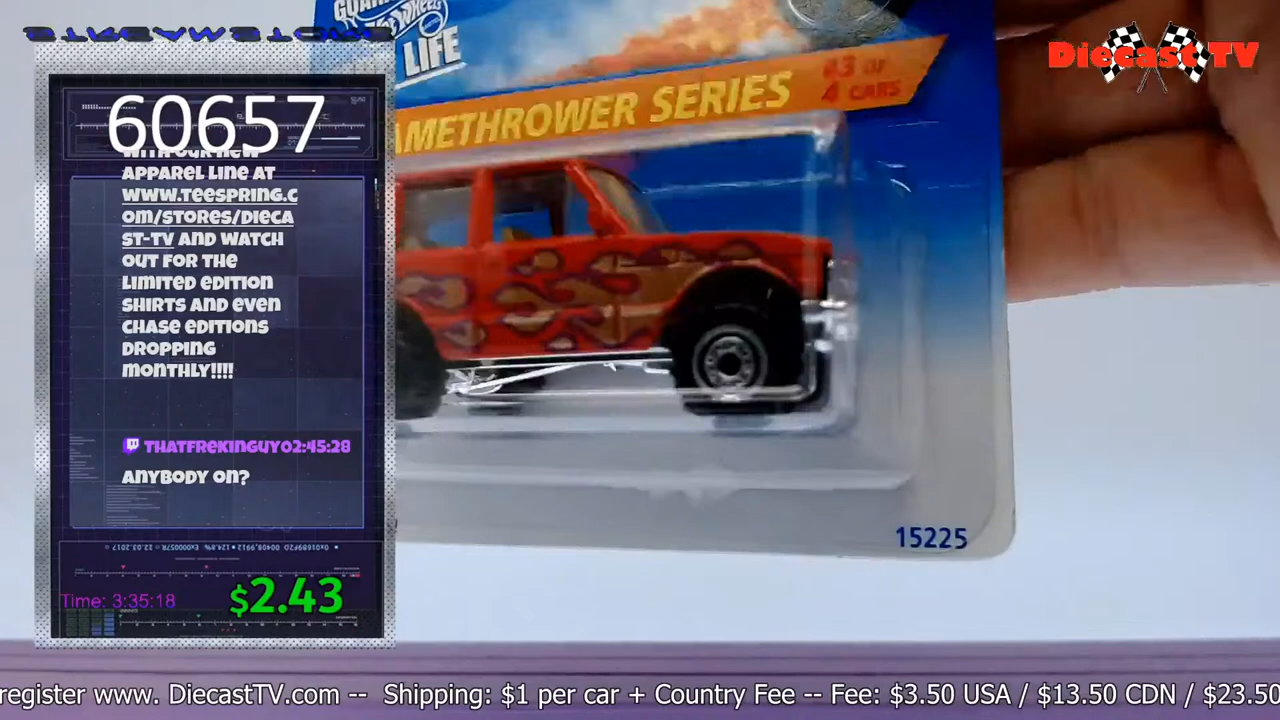 60657
WITH OUR NEW
APPAREL LINE AT
WWW.TEESPRING.C
OM/STORES/DIECA
ST-TV AND WATCH
OUT FOR THE
LIMITED EDITION
SHIRTS AND EVEN
CHASE EDITIONS
DROPPING
MONTHLY!!!!
THATFREKINGUY02:45:28
ANYBODY ON?
Time: 3:35:18
$2.43
Hot Wheels
LIFE
AMETHROWER SERIES
#3 OF
4 CARS
15225
Diecast TV
register www. DiecastTV.com -- Shipping: $1 per car + Country Fee -- Fee: $3.50 USA / $13.50 CDN / $23.50